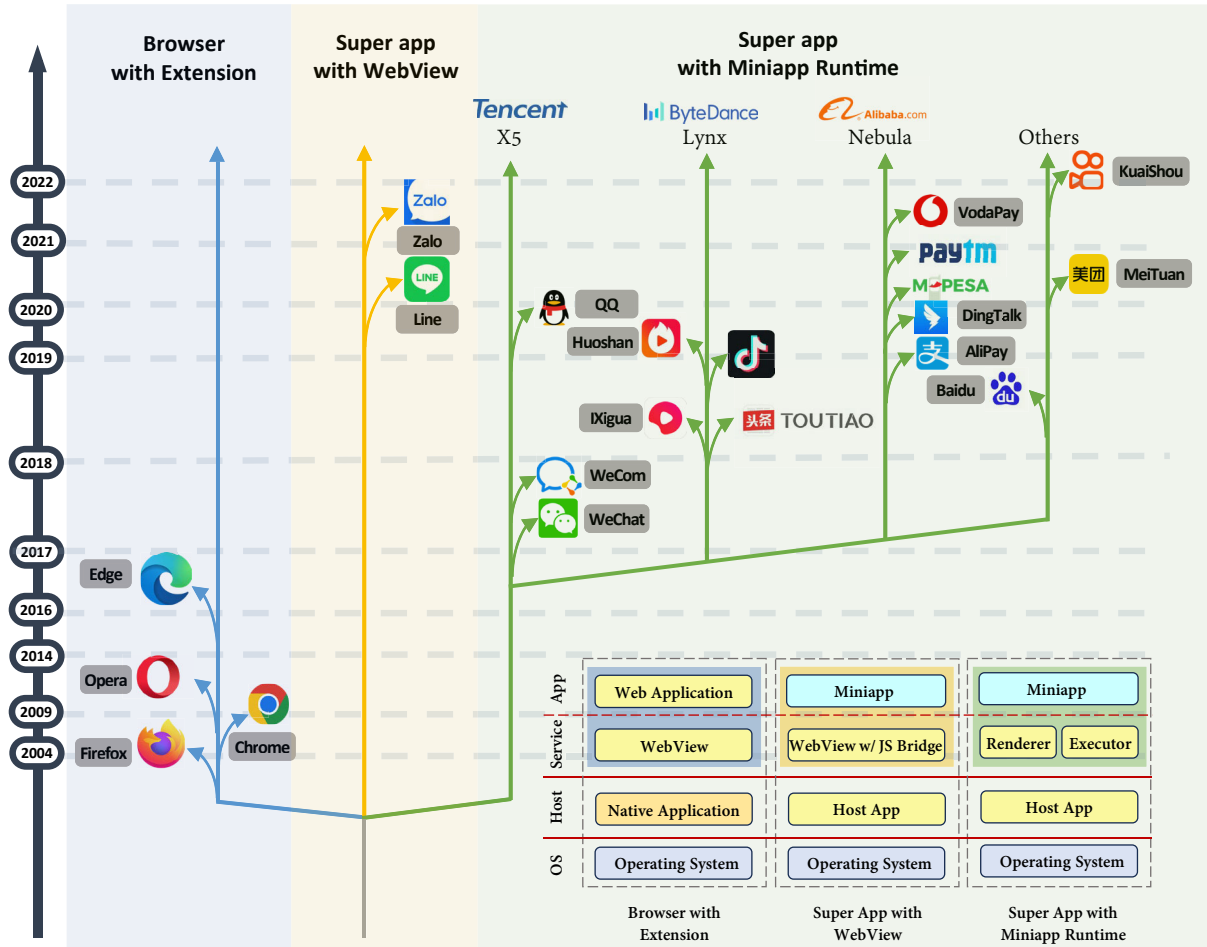 Browser
with Extension
Super app
with WebView
Super app
with Miniapp Runtime
Tencent
X5
ByteDance
Lynx
Alibaba.com
Nebula
Others
2022
2021
2020
2019
2018
2017
2016
2014
2009
2004
Edge
Opera
Firefox
Chrome
Zalo
Zalo
LINE
Line
QQ
Huoshan
IXigua
头条 TOUTIAO
WeCom
WeChat
VodaPay
paytm
M-PESA
DingTalk
支
AliPay
Baidu
du
KuaiShou
美团
MeiTuan
App
Service
Host
OS
Web Application
WebView
Native Application
Operating System
Browser with
Extension
Miniapp
WebView w/ JS Bridge
Host App
Operating System
Super App with
WebView
Miniapp
Renderer
Executor
Host App
Operating System
Super App with
Miniapp Runtime